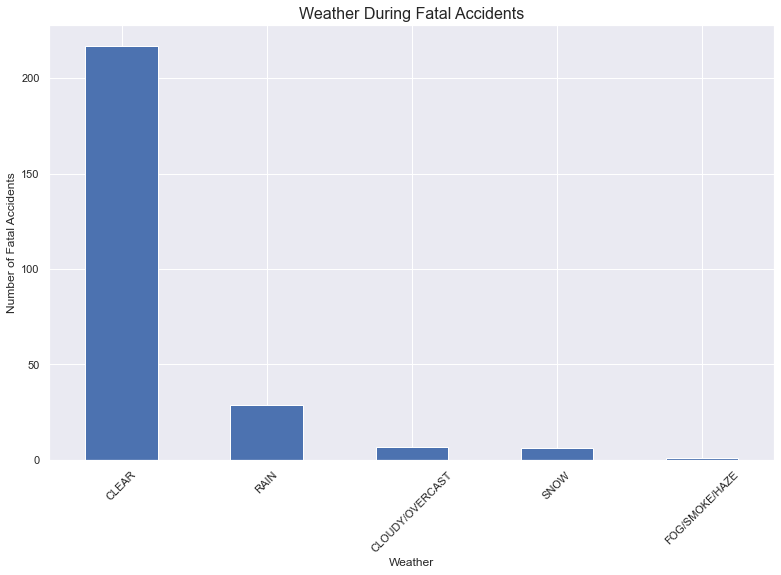 Weather During Fatal Accidents
Number of Fatal Accidents
200
150
100
50
0
CLEAR
RAIN
CLOUDY/OVERCAST
SNOW
FOG/SMOKE/HAZE
Weather